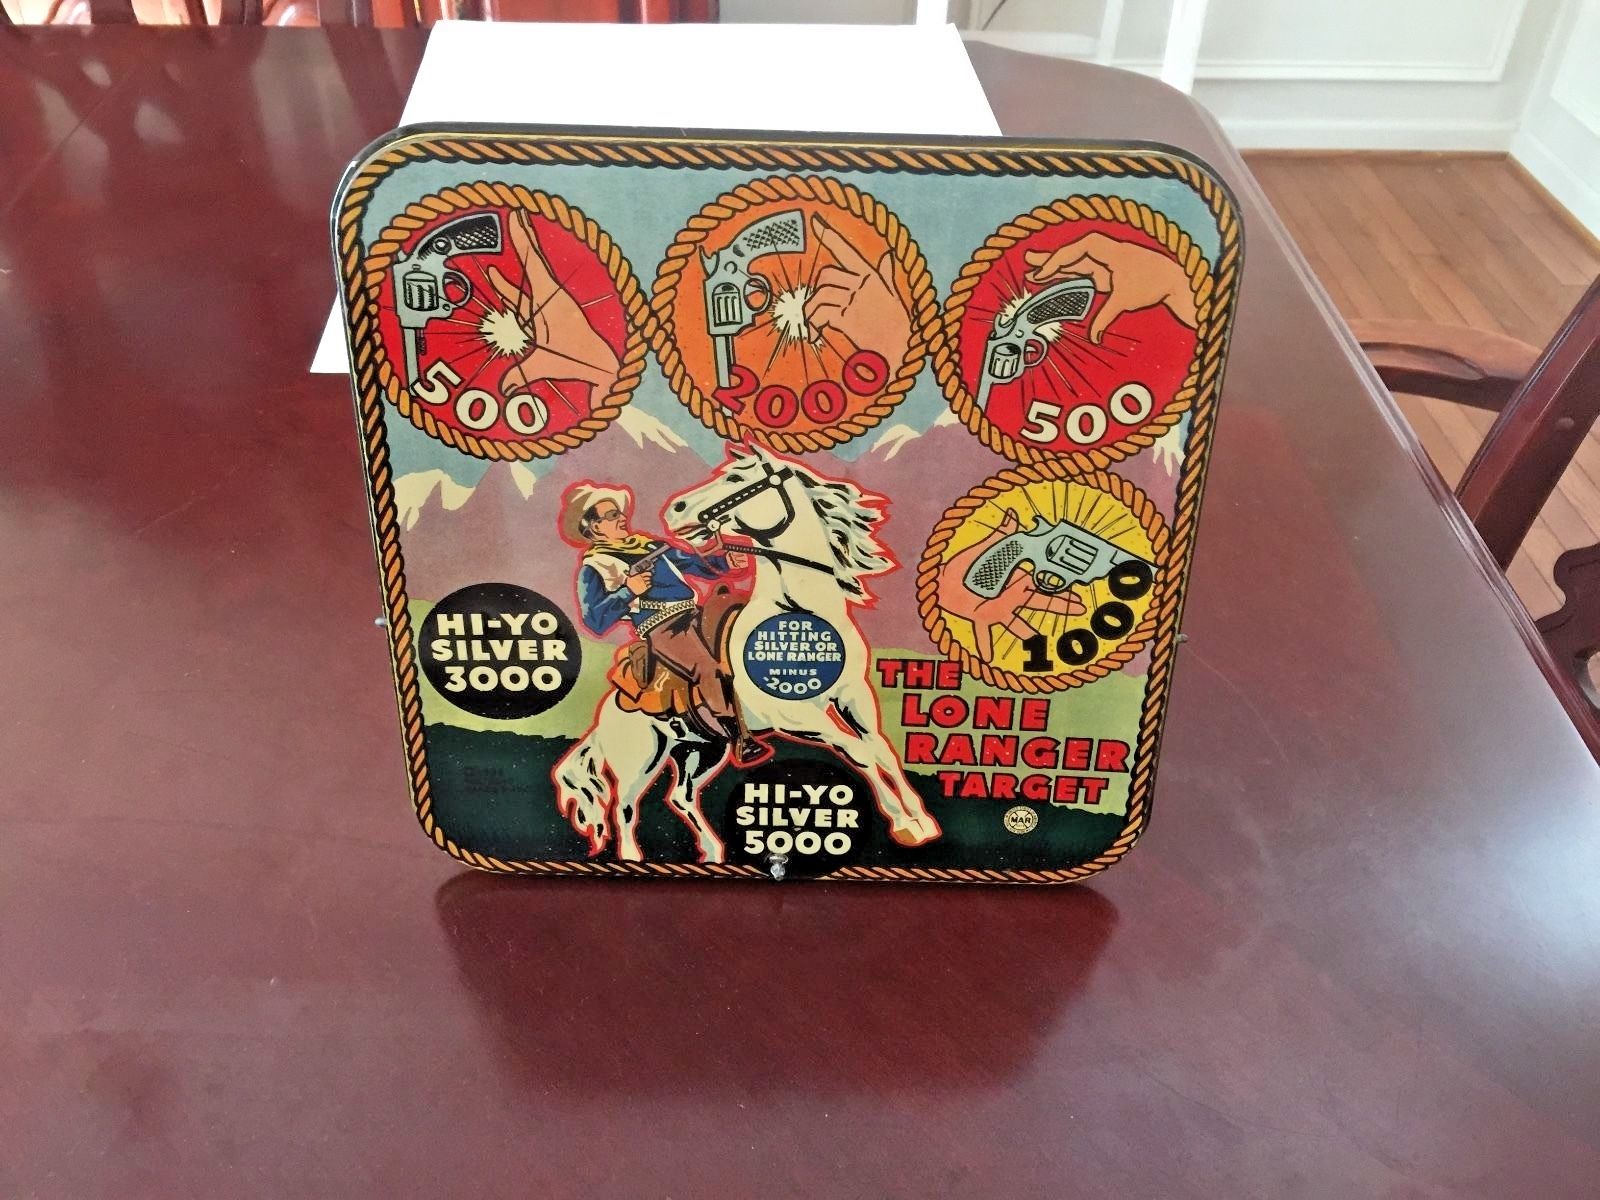 500
2000
500
1000
HI-YO
SILVER
3000
FOR
HITTING
SILVER OR
LONE RANGER
MINUS
2000
THE
LONE
RANGER
TARGET
HI-YO
SILVER
5000
MAR